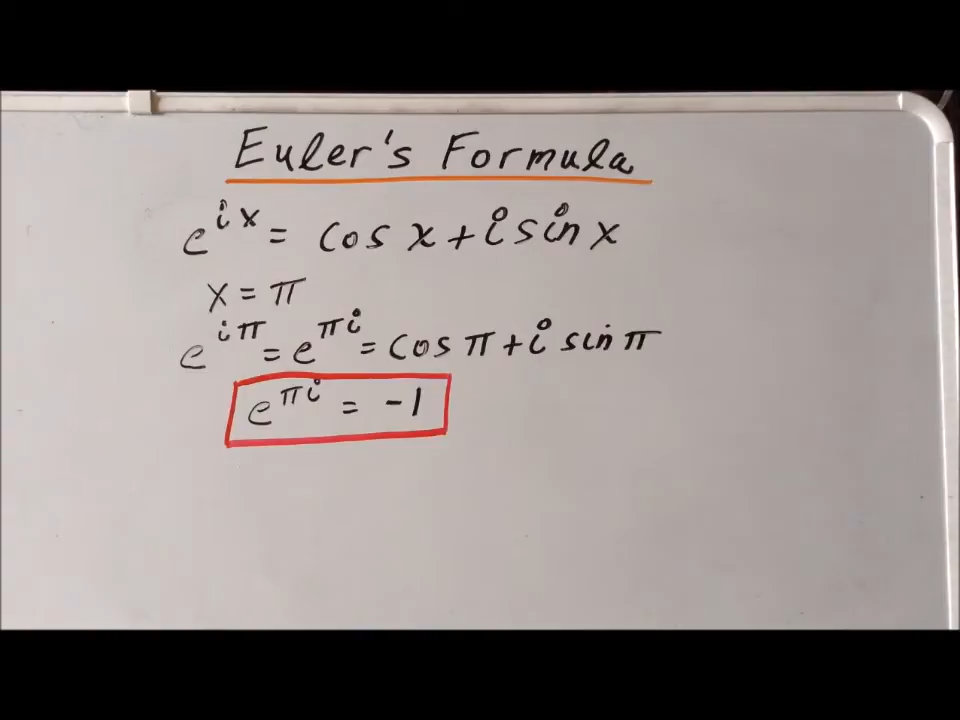 Euler's Formula
e^{ix} = cos x + i sin x
x = π
e^{iπ} = e^{πi} = cos π + i sin π
e^{πi} = -1